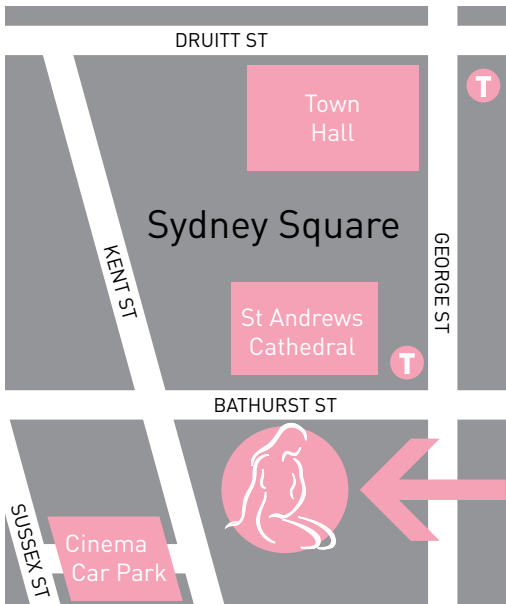 DRUITT ST
T
Town
Hall
Sydney Square
KENT ST
GEORGE ST
St Andrews
Cathedral
T
BATHURST ST
SUSSEX ST
Cinema
Car Park